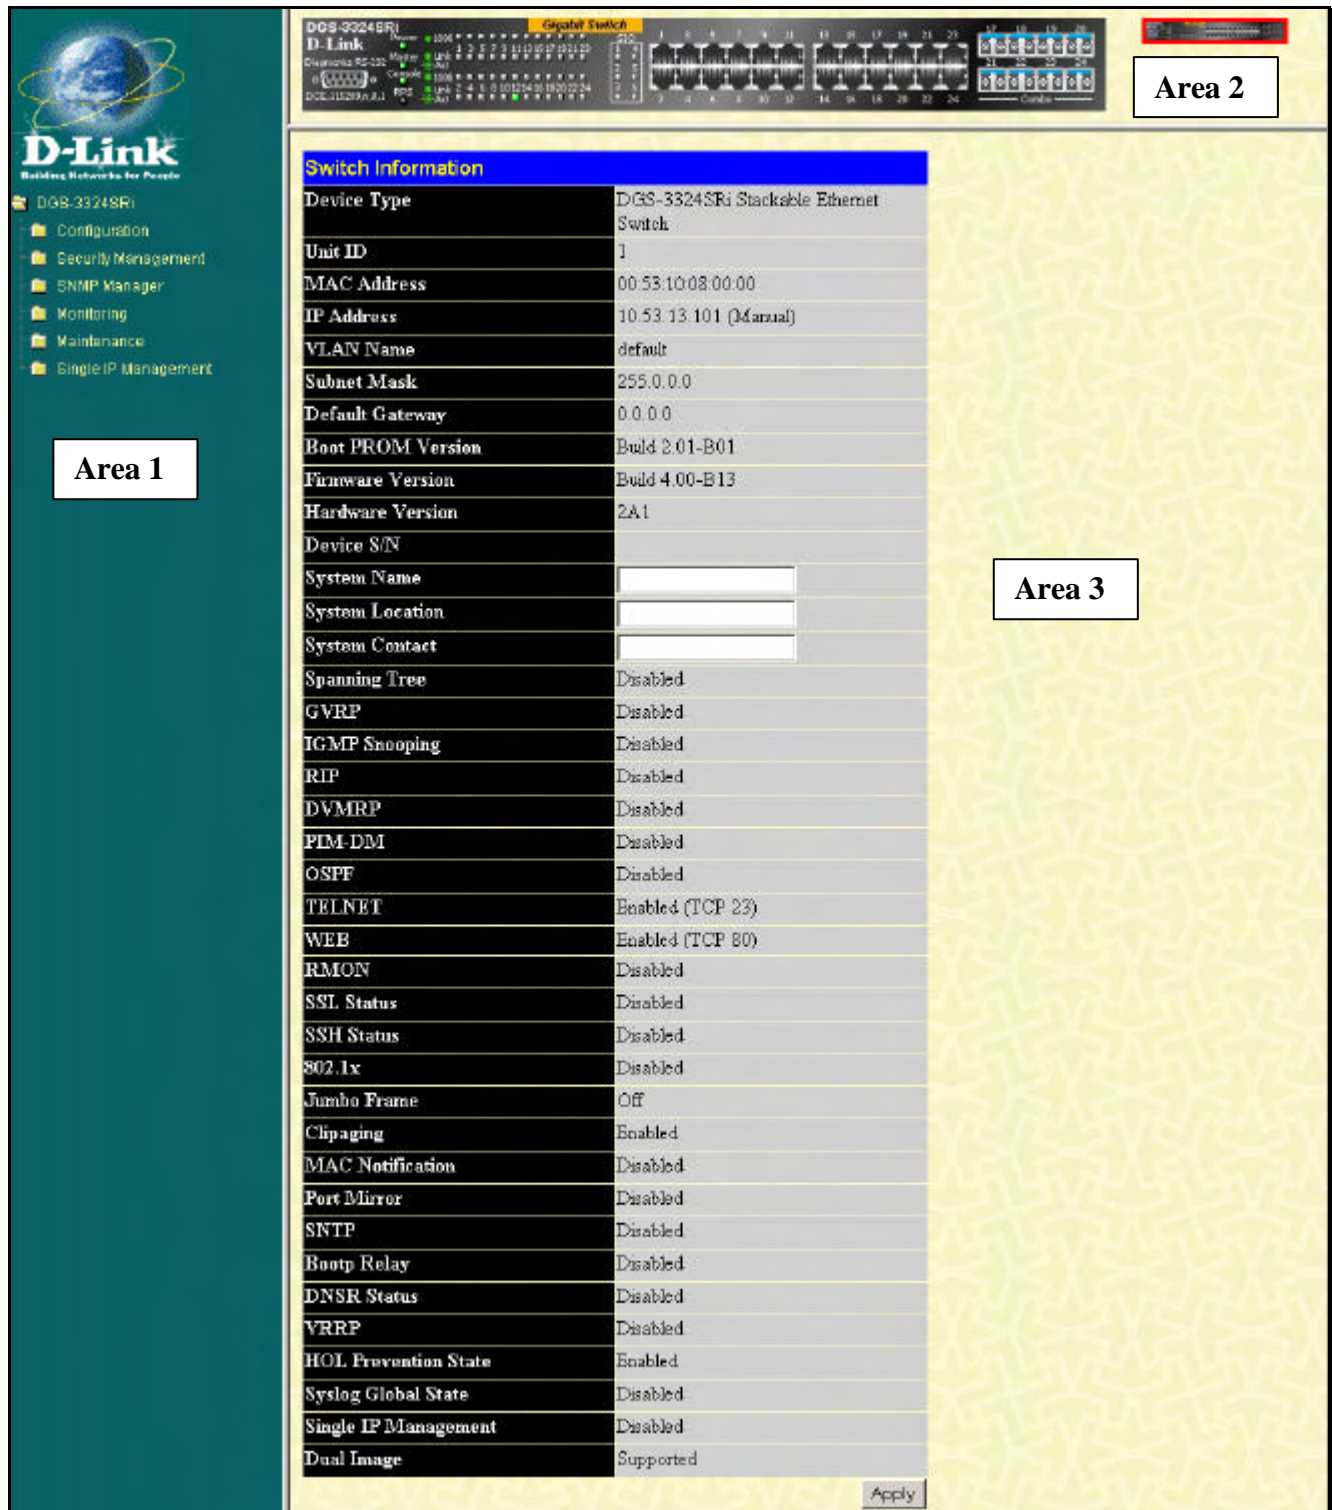 D-Link
Building Networks for People
DGS-3324SRi
Configuration
Security Management
SNMP Manager
Monitoring
Maintenance
Single IP Management
Area 1
DGS-3324SRi
D-Link
Gigabit Switch
Power
Console
RPS
Combo
Area 2
Switch Information
Device Type DGS-3324SRi Stackable Ethernet
Switch
Unit ID 1
MAC Address 00:53:10:08:00:00
IP Address 10.53.13.101 (Manual)
VLAN Name default
Subnet Mask 255.0.0.0
Default Gateway 0.0.0.0
Boot PROM Version Build 2.01-B01
Firmware Version Build 4.00-B13
Hardware Version 2A1
Device S/N
System Name
System Location
System Contact
Spanning Tree Disabled
GVRP Disabled
IGMP Snooping Disabled
RIP Disabled
DVMRP Disabled
PIM-DM Disabled
OSPF Disabled
TELNET Enabled (TCP 23)
WEB Enabled (TCP 80)
RMON Disabled
SSL Status Disabled
SSH Status Disabled
802.1x Disabled
Jumbo Frame Off
Clipaging Enabled
MAC Notification Disabled
Port Mirror Disabled
SNTP Disabled
Bootp Relay Disabled
DNSR Status Disabled
VRRP Disabled
HOL Prevention State Enabled
Syslog Global State Disabled
Single IP Management Disabled
Dual Image Supported
Apply
Area 3